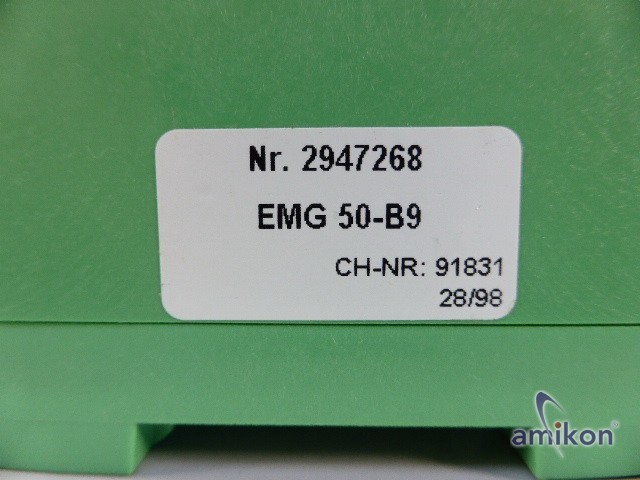 Nr. 2947268
EMG 50-B9
CH-NR: 91831
28/98
amikon®